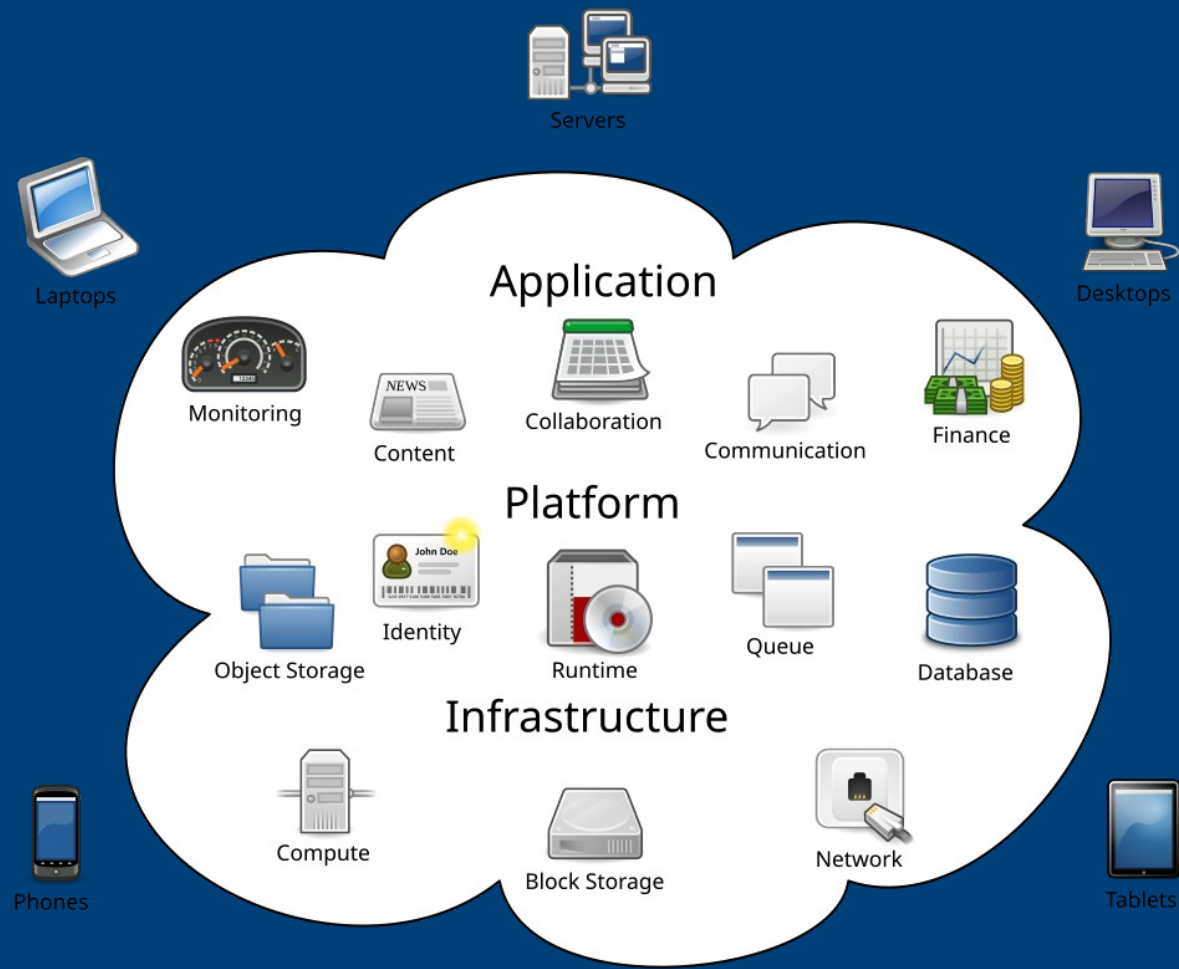 Servers
Laptops
Desktops
Application
Monitoring
NEWS
Content
Collaboration
Communication
Finance
Platform
Object Storage
John Doe
Identity
Runtime
Queue
Database
Infrastructure
Compute
Block Storage
Network
Phones
Tablets